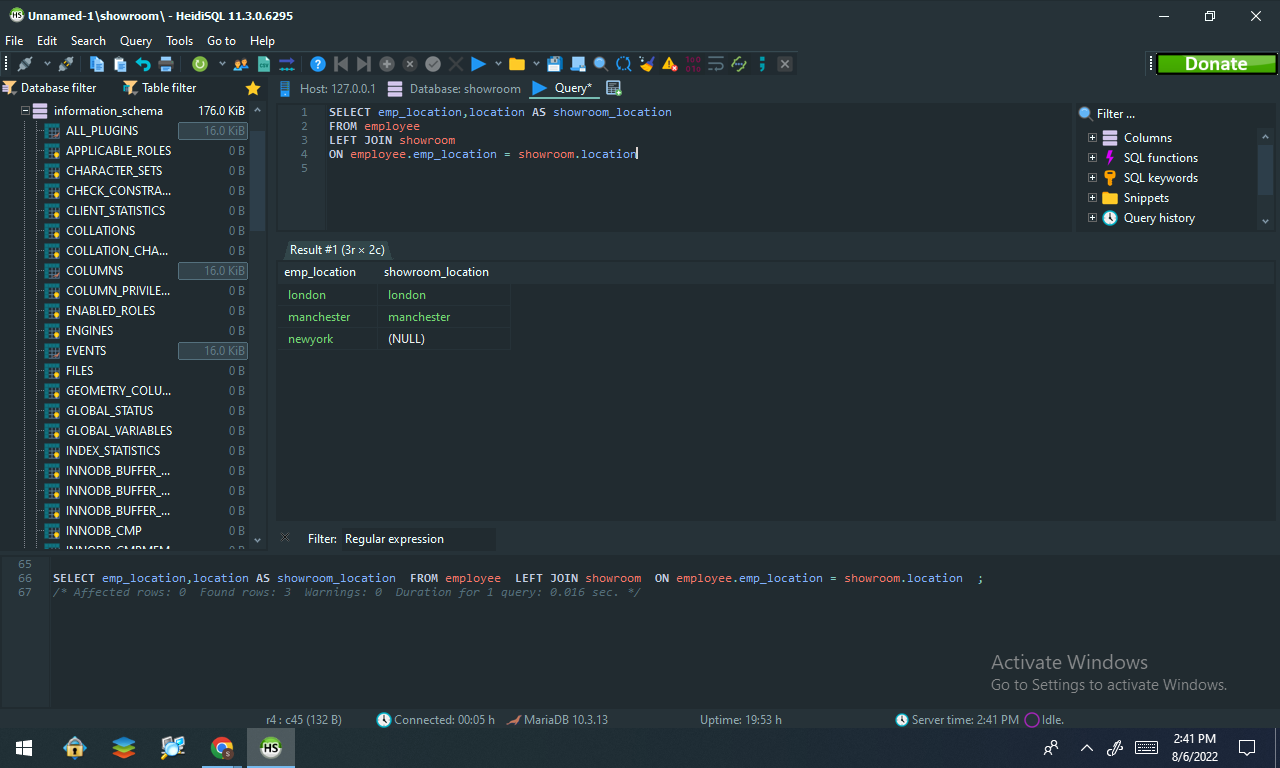 Unnamed-1\showroom\ - HeidiSQL 11.3.0.6295
File Edit Search Query Tools Go to Help
Donate
Database filter Table filter
Host: 127.0.0.1 Database: showroom Query*
information_schema 176.0 KiB
ALL_PLUGINS 16.0 KiB
APPLICABLE_ROLES 0 B
CHARACTER_SETS 0 B
CHECK_CONSTRA... 0 B
CLIENT_STATISTICS 0 B
COLLATIONS 0 B
COLLATION_CHA... 0 B
COLUMNS 16.0 KiB
COLUMN_PRIVILE... 0 B
ENABLED_ROLES 0 B
ENGINES 0 B
EVENTS 16.0 KiB
FILES 0 B
GEOMETRY_COLU... 0 B
GLOBAL_STATUS 0 B
GLOBAL_VARIABLES 0 B
INDEX_STATISTICS 0 B
INNODB_BUFFER_... 0 B
INNODB_BUFFER_... 0 B
INNODB_BUFFER_... 0 B
INNODB_CMP 0 B
1 SELECT emp_location,location AS showroom_location
2 FROM employee
3 LEFT JOIN showroom
4 ON employee.emp_location = showroom.location
5
Filter ...
Columns
SQL functions
SQL keywords
Snippets
Query history
Result #1 (3r × 2c)
emp_location showroom_location
london london
manchester manchester
newyork (NULL)
Filter: Regular expression
65
66 SELECT emp_location,location AS showroom_location FROM employee LEFT JOIN showroom ON employee.emp_location = showroom.location ;
67 /* Affected rows: 0 Found rows: 3 Warnings: 0 Duration for 1 query: 0.016 sec. */
Activate Windows
Go to Settings to activate Windows.
r4 : c45 (132 B) Connected: 00:05 h MariaDB 10.3.13 Uptime: 19:53 h Server time: 2:41 PM Idle.
HS
2:41 PM
8/6/2022